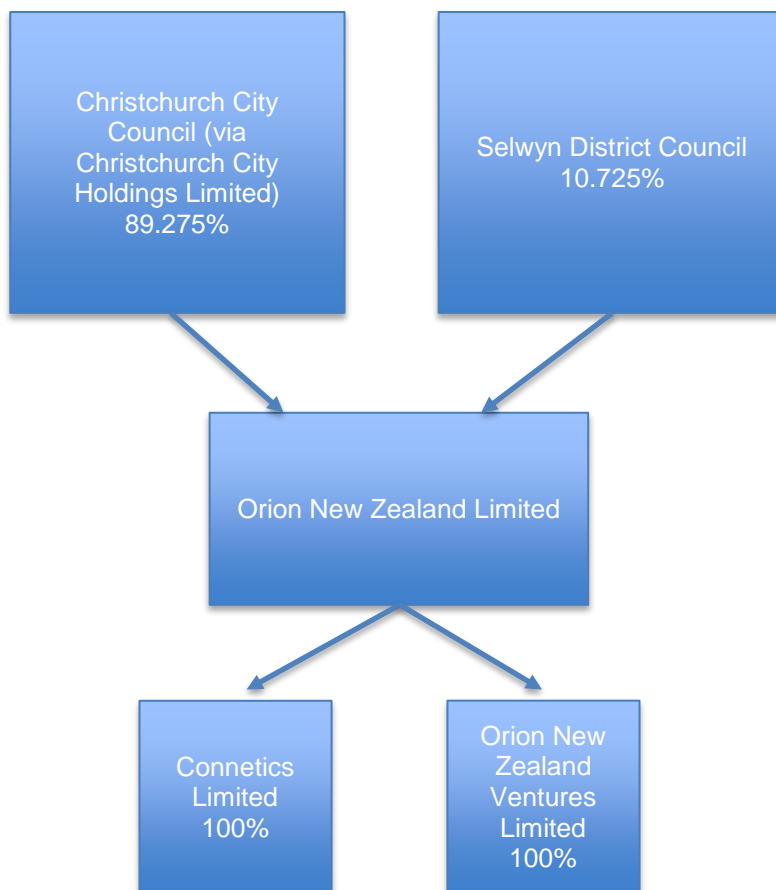 Christchurch City
Council (via
Christchurch City
Holdings Limited)
89.275%
Selwyn District Council
10.725%
Orion New Zealand Limited
Connetics
Limited
100%
Orion New
Zealand
Ventures
Limited
100%